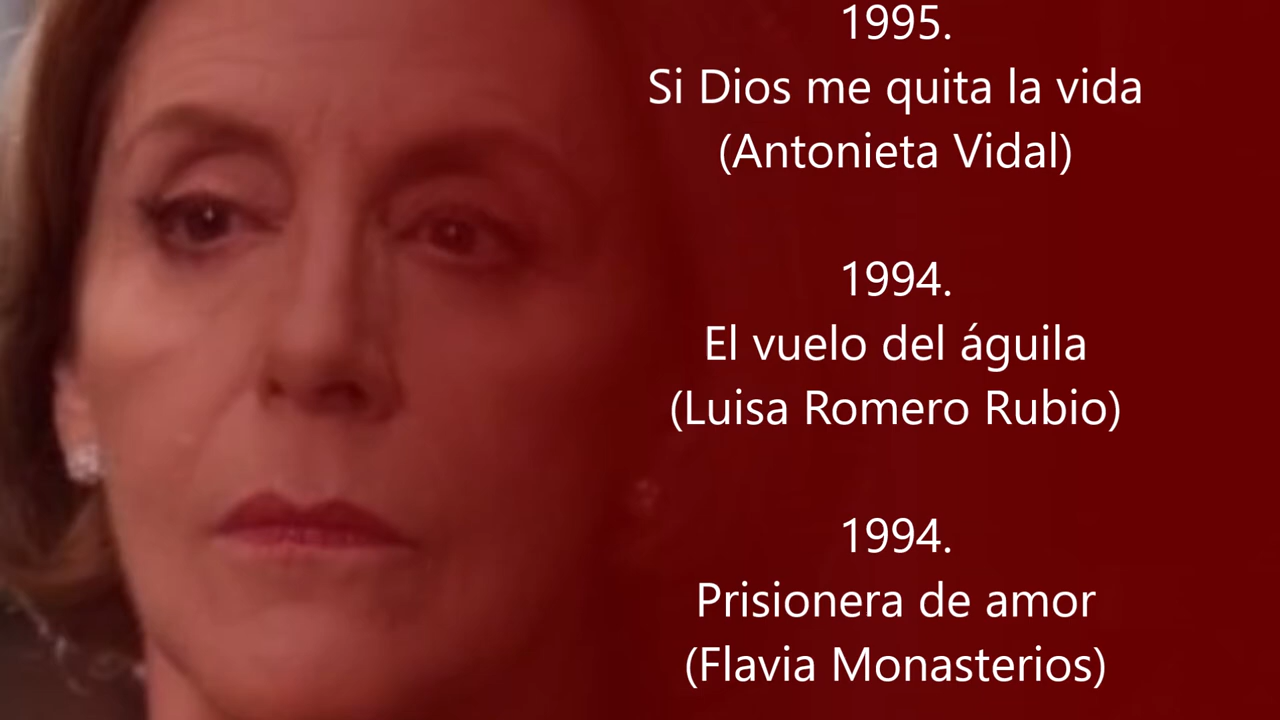 1995.
Si Dios me quita la vida
(Antonieta Vidal)
1994.
El vuelo del águila
(Luisa Romero Rubio)
1994.
Prisionera de amor
(Flavia Monasterios)